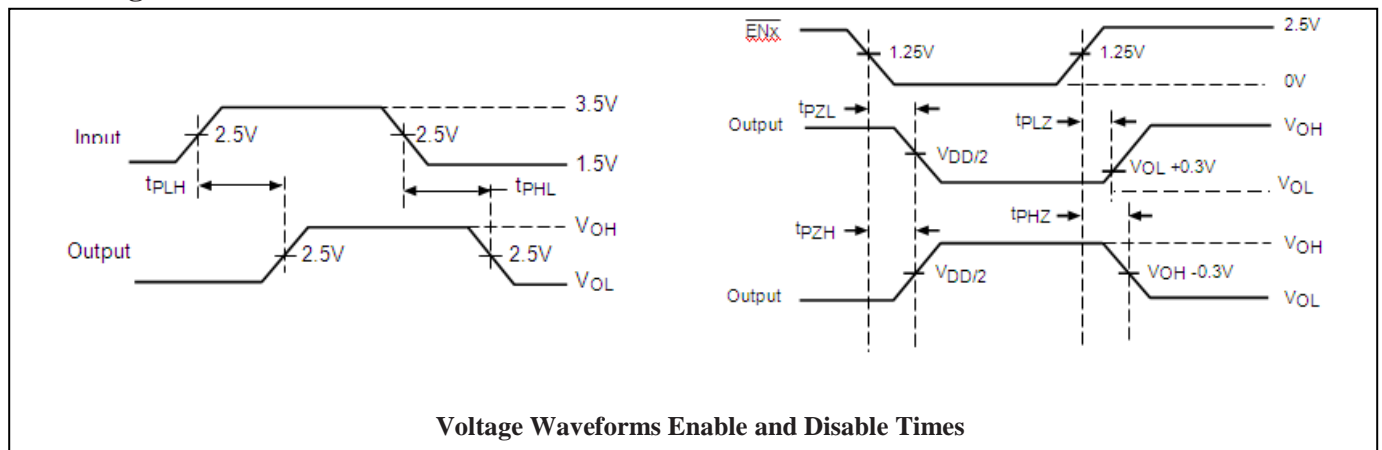 3.5V
Input
2.5V
2.5V
1.5V
tPLH
tPHL
VOH
Output
2.5V
2.5V
VOL
ENx
2.5V
1.25V
1.25V
0V
tPZL
tPLZ
Output
VOH
VDD/2
VOL +0.3V
VOL
tPZH
tPHZ
VOH
VDD/2
VOH -0.3V
Output
VOL
Voltage Waveforms Enable and Disable Times